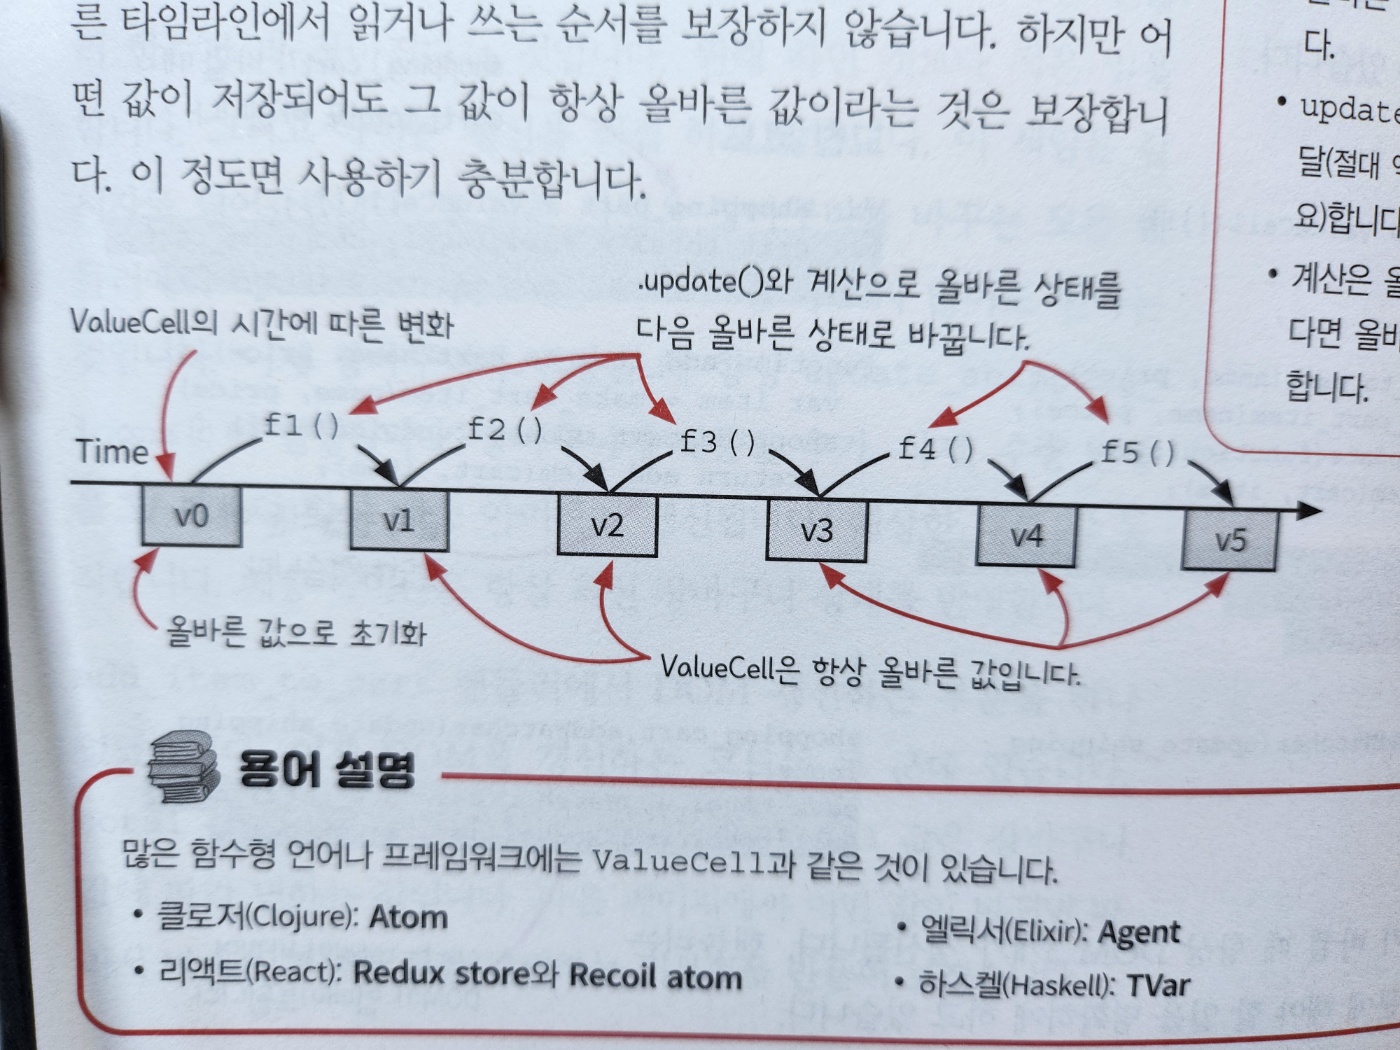 른 타임라인에서 읽거나 쓰는 순서를 보장하지 않습니다. 하지만 어
떤 값이 저장되어도 그 값이 항상 올바른 값이라는 것은 보장합니
다. 이 정도면 사용하기 충분합니다.
다.
• update
달(절대
요)합니다
• 계산은
다면
합니다.
.update()와 계산으로 올바른 상태를
다음 올바른 상태로 바꿉니다.
ValueCell의 시간에 따른 변화
f1() f2() f3() f4() f5()
Time
v0 v1 v2 v3 v4 v5
올바른 값으로 초기화
ValueCell은 항상 올바른 값입니다.
용어 설명
많은 함수형 언어나 프레임워크에는 ValueCell과 같은 것이 있습니다.
• 클로저(Clojure): Atom
• 엘릭서(Elixir): Agent
• 리액트(React): Redux store와 Recoil atom
• 하스켈(Haskell): TVar